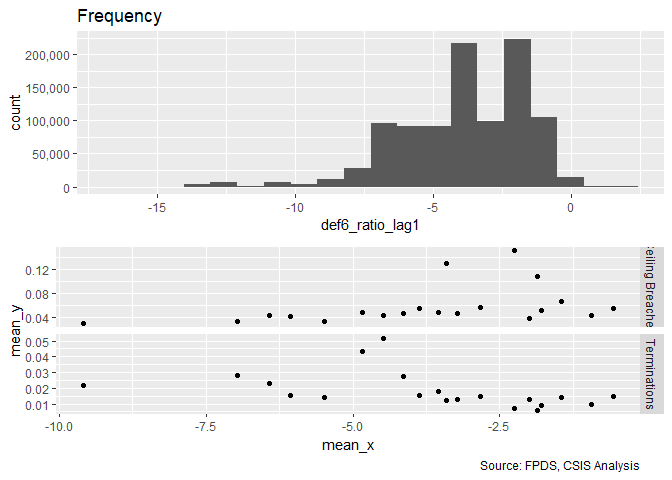 Frequency
200,000
150,000
100,000
50,000
0
count
-15
-10
-5
0
def6_ratio_lag1
0.12
0.08
0.04
Ceiling Breache
0.05
0.04
0.03
0.02
0.01
Terminations
mean_y
-10.0
-7.5
-5.0
-2.5
mean_x
Source: FPDS, CSIS Analysis